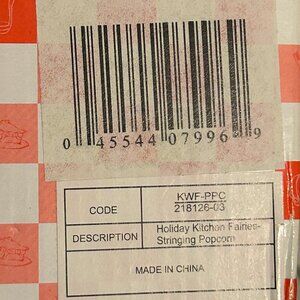 0 45544 07996 9
CODE
KWF-PPC
218126-03
DESCRIPTION
Holiday Kitchen Fairies-
Stringing Popcorn
MADE IN CHINA